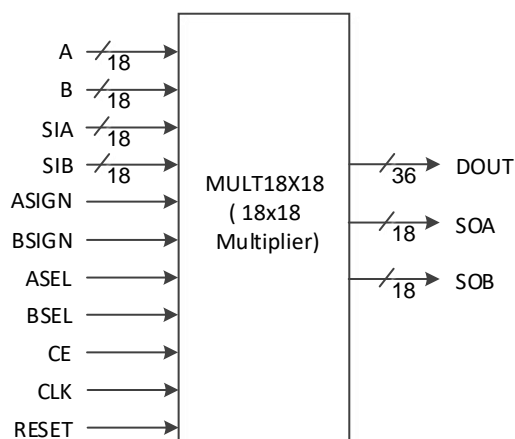 A
18
B
18
SIA
18
SIB
18
ASIGN
BSIGN
ASEL
BSEL
CE
CLK
RESET
MULT18X18
( 18x18
Multiplier)
36
DOUT
18
SOA
18
SOB